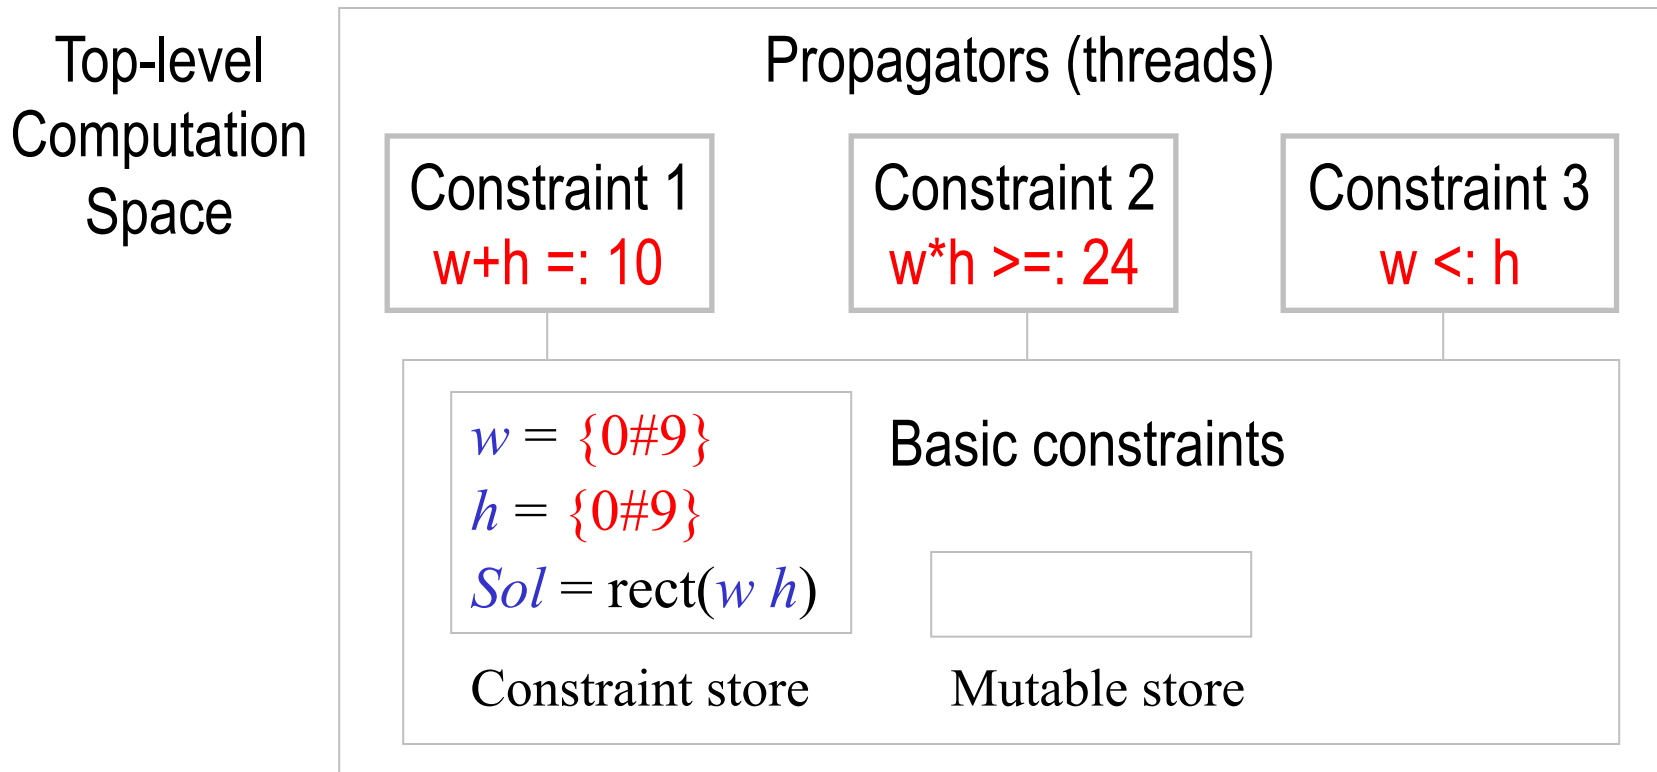 Top-level
Computation
Space
Propagators (threads)
Constraint 1
w+h =: 10
Constraint 2
w*h >=: 24
Constraint 3
w <: h
w = {0#9}
h = {0#9}
Sol = rect(w h)
Basic constraints
Constraint store
Mutable store